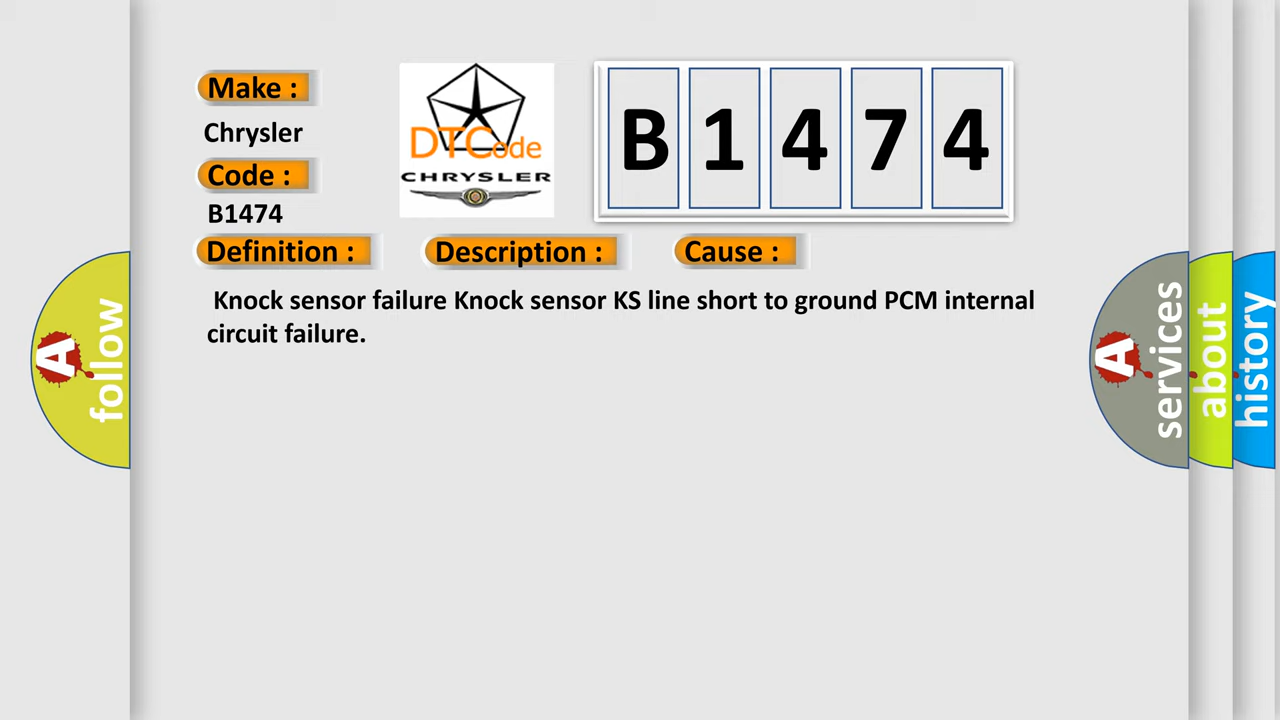 Make :
Chrysler
Code :
B1474
DTCode
CHRYSLER
B 1 4 7 4
Definition :
Description :
Cause :
Knock sensor failure Knock sensor KS line short to ground PCM internal
circuit failure.
A
follow
A
services
about
history